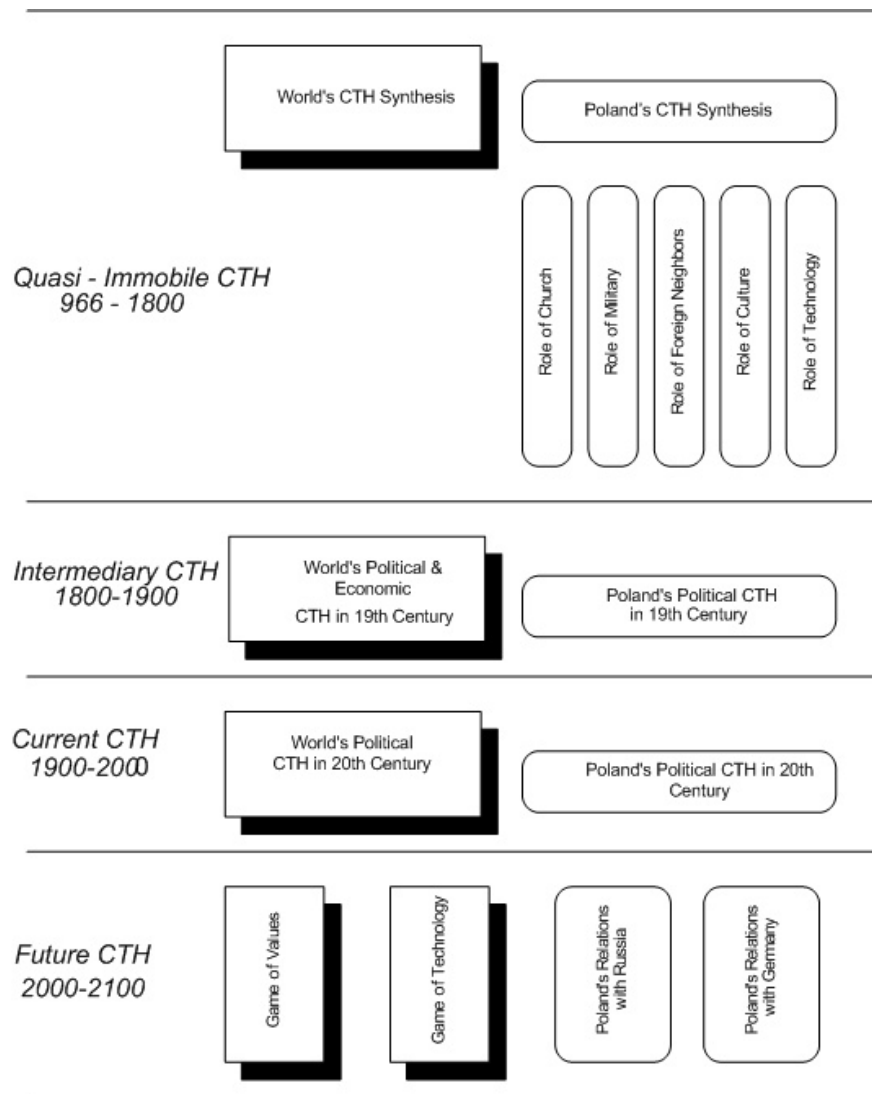 World's CTH Synthesis
Poland's CTH Synthesis
Quasi - Immobile CTH
966 - 1800
Role of Church
Role of Military
Role of Foreign Neighbors
Role of Culture
Role of Technology
Intermediary CTH
1800-1900
World's Political &
Economic
CTH in 19th Century
Poland's Political CTH
in 19th Century
Current CTH
1900-2000
World's Political
CTH in 20th Century
Poland's Political CTH in 20th
Century
Future CTH
2000-2100
Game of Values
Game of Technology
Poland's Relations
with Russia
Poland's Relations
with Germany